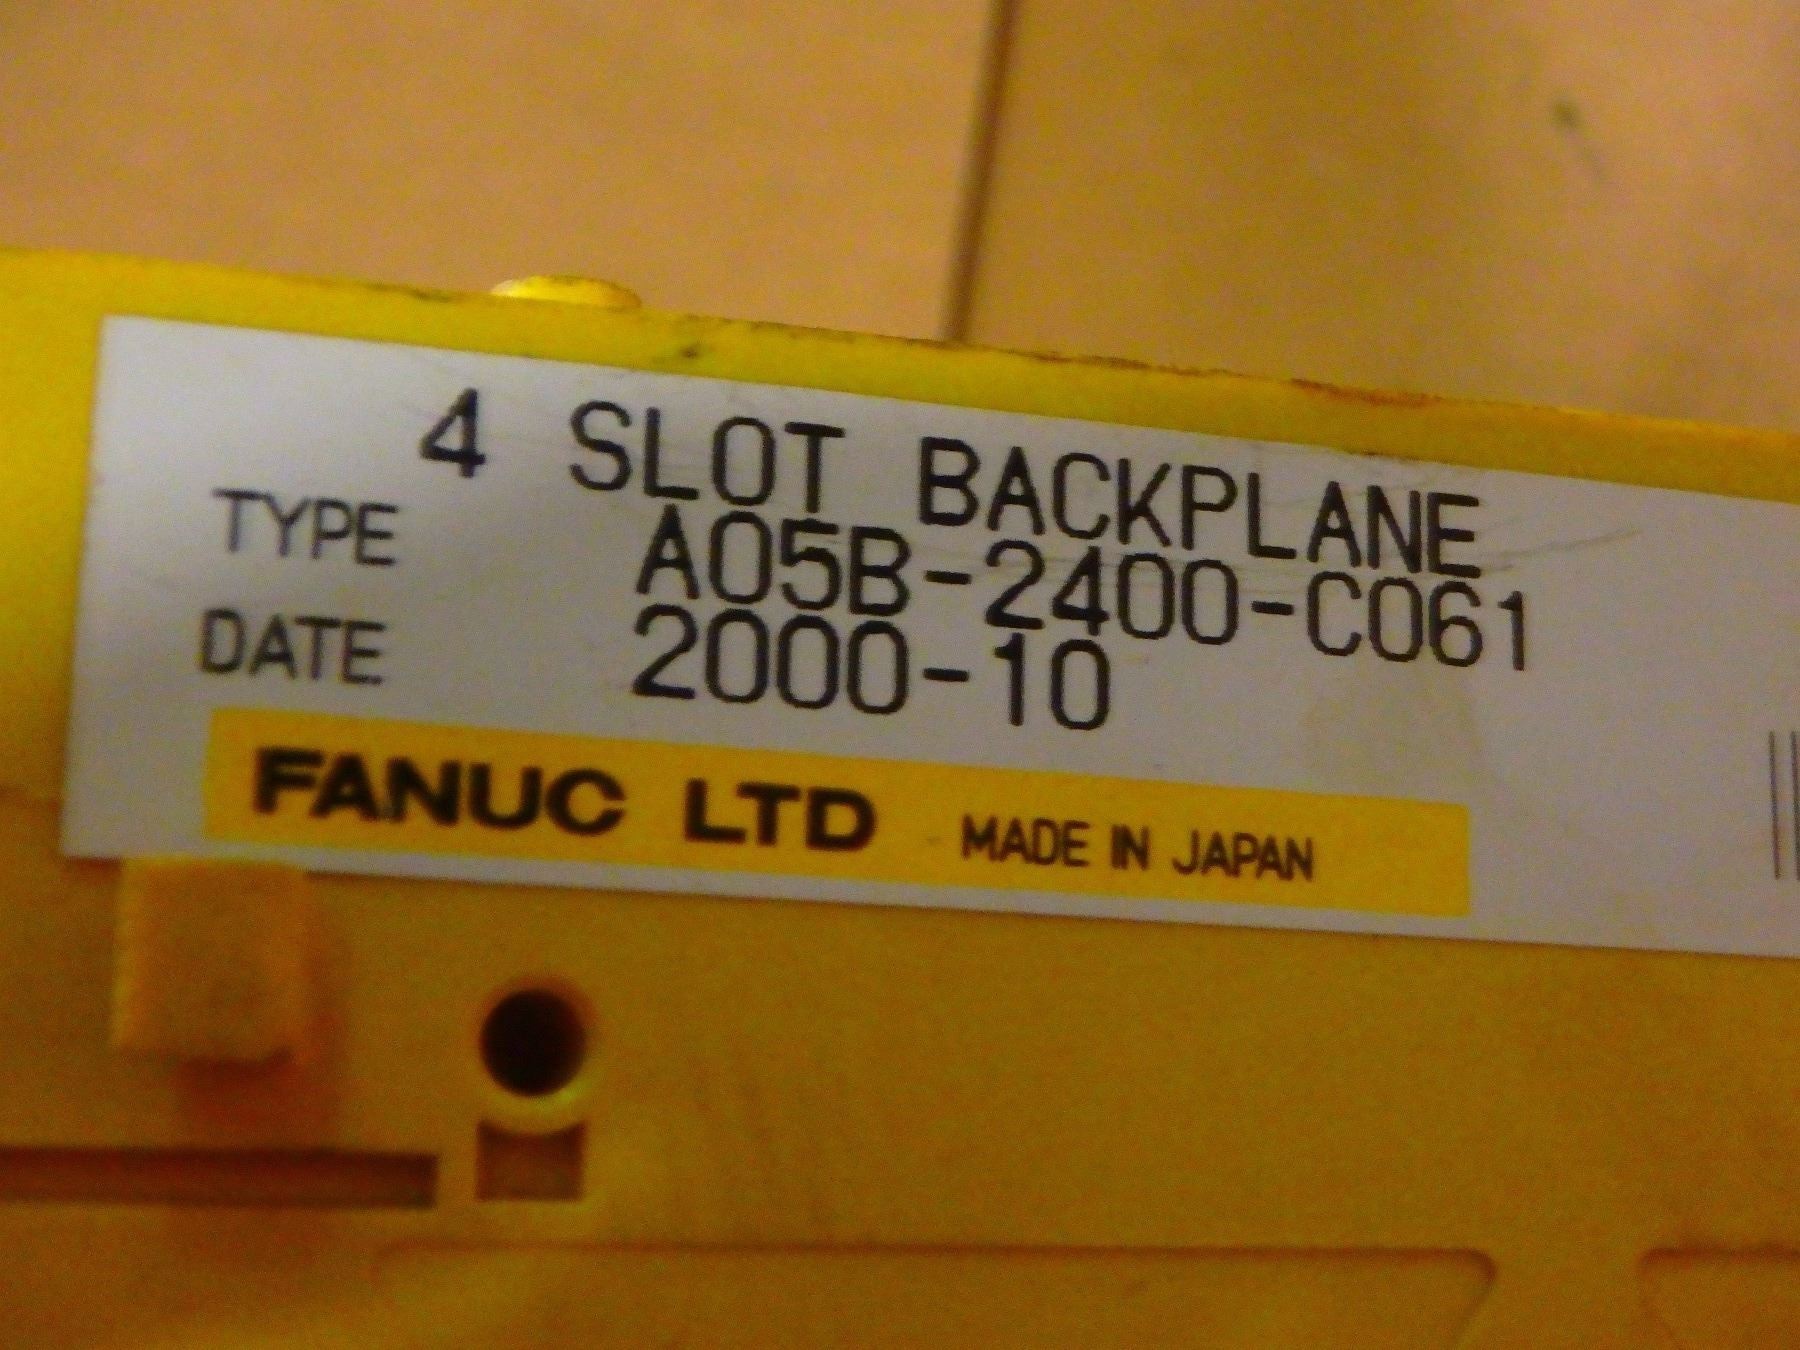 4 SLOT BACKPLANE
TYPE A05B-2400-C061
DATE 2000-10
FANUC LTD MADE IN JAPAN